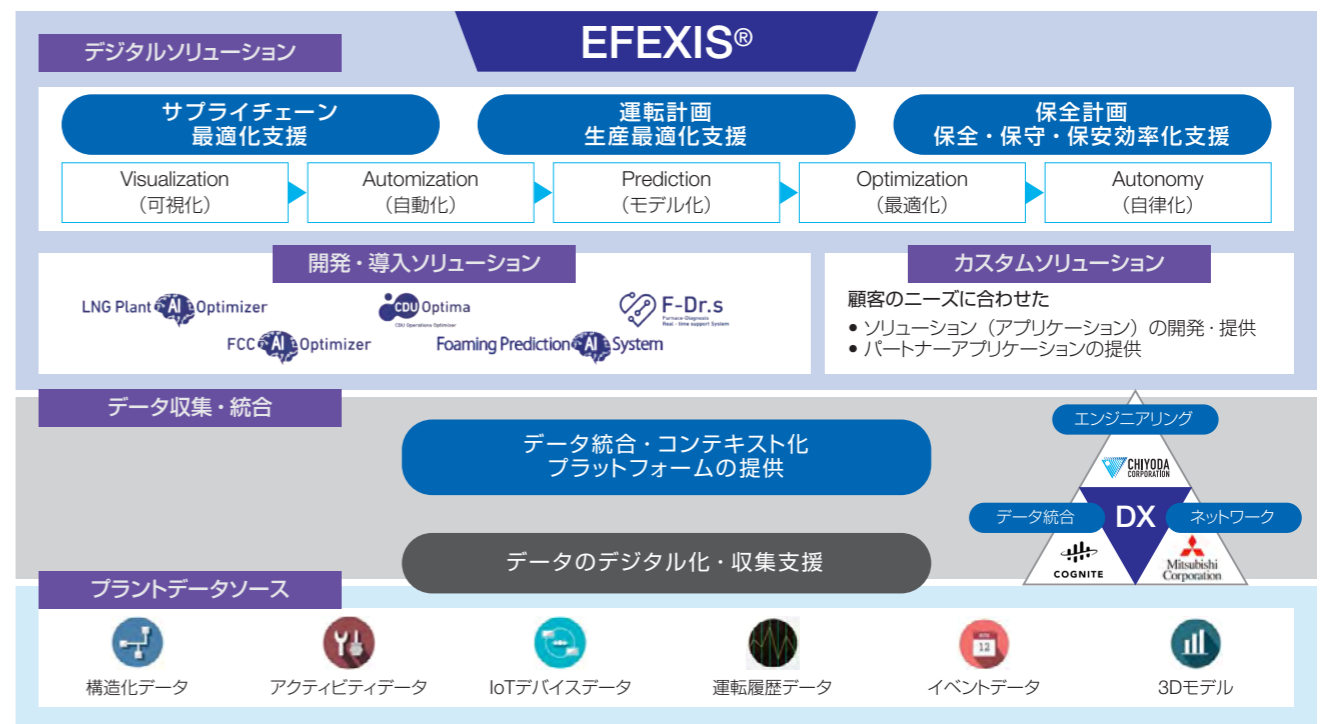 EFEXIS®
デジタルソリューション
サプライチェーン
最適化支援
運転計画
生産最適化支援
保全計画
保全・保守・保安効率化支援
Visualization
（可視化）
Automization
（自動化）
Prediction
（モデル化）
Optimization
（最適化）
Autonomy
（自律化）
開発・導入ソリューション
LNG Plant AI Optimizer
CDU Optima
CDU Operations Optimizer
F-Dr.s
Furnace-Diagnosis
Real - time support System
FCC AI Optimizer
Foaming Prediction AI System
カスタムソリューション
顧客のニーズに合わせた
• ソリューション（アプリケーション）の開発・提供
• パートナーアプリケーションの提供
データ収集・統合
データ統合・コンテキスト化
プラットフォームの提供
データのデジタル化・収集支援
エンジニアリング
CHIYODA
CORPORATION
データ統合
DX
ネットワーク
COGNITE
Mitsubishi
Corporation
プラントデータソース
12
構造化データ
アクティビティデータ
IoTデバイスデータ
運転履歴データ
イベントデータ
3Dモデル